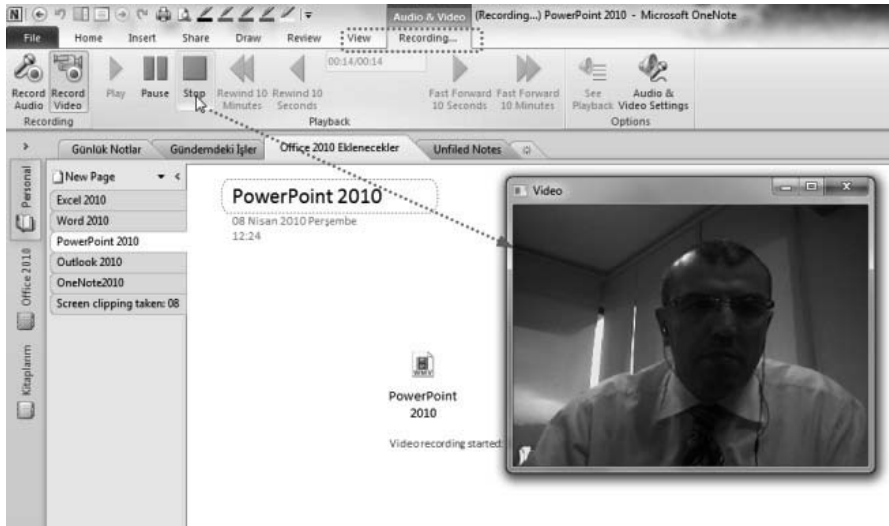 Audio & Video
(Recording...) PowerPoint 2010 - Microsoft OneNote
File Home Insert Share Draw Review View Recording...
Record Audio
Record Video
Play
Pause
Stop
Rewind 10 Minutes
Rewind 10 Seconds
00:14/00:14
Fast Forward 10 Seconds
Fast Forward 10 Minutes
See Playback
Audio & Video Settings
Recording
Playback
Options
Günlük Notlar
Gündemdeki İşler
Office 2010 Eklenecekler
Unfiled Notes
Personal
Office 2010
Kitaplarım
New Page
Excel 2010
Word 2010
PowerPoint 2010
Outlook 2010
OneNote2010
Screen clipping taken: 08
PowerPoint 2010
08 Nisan 2010 Perşembe
12:24
WMV
PowerPoint
2010
Video recording started:
Video